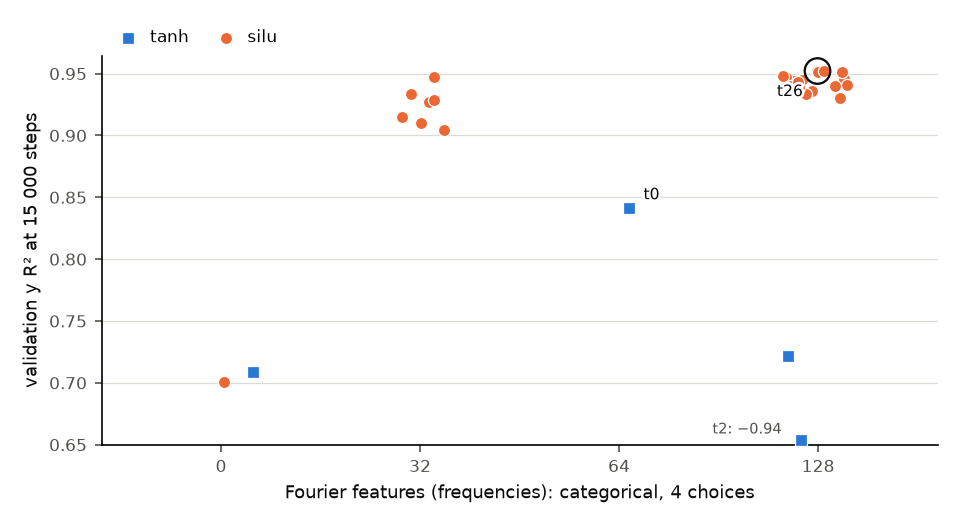 tanh silu
validation y R² at 15 000 steps
0.95
0.90
0.85
0.80
0.75
0.70
0.65
t26
t0
t2: −0.94
0 32 64 128
Fourier features (frequencies): categorical, 4 choices